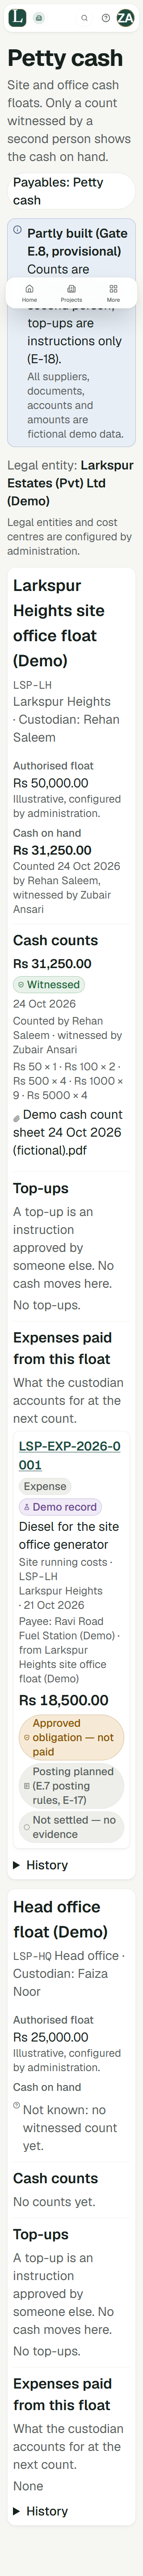 L
ZA
Petty cash
Site and office cash
floats. Only a count
witnessed by a
second person shows
the cash on hand.
Payables: Petty
cash
Partly built (Gate
E.8, provisional)
Counts are
Home
Projects
More
top-ups are
instructions only
(E-18).
All suppliers,
documents,
accounts and
amounts are
fictional demo data.
Legal entity: Larkspur
Estates (Pvt) Ltd
(Demo)
Legal entities and cost
centres are configured by
administration.
Larkspur
Heights site
office float
(Demo)
LSP-LH
Larkspur Heights
· Custodian: Rehan
Saleem
Authorised float
Rs 50,000.00
Illustrative, configured
by administration.
Cash on hand
Rs 31,250.00
Counted 24 Oct 2026
by Rehan Saleem,
witnessed by Zubair
Ansari
Cash counts
Rs 31,250.00
Witnessed
24 Oct 2026
Counted by Rehan
Saleem · witnessed by
Zubair Ansari
Rs 50 × 1 · Rs 100 × 2 ·
Rs 500 × 4 · Rs 1000 ×
9 · Rs 5000 × 4
Demo cash count
sheet 24 Oct 2026
(fictional).pdf
Top-ups
A top-up is an
instruction
approved by
someone else. No
cash moves here.
No top-ups.
Expenses paid
from this float
What the custodian
accounts for at the
next count.
LSP-EXP-2026-0
001
Expense
Demo record
Diesel for the site
office generator
Site running costs ·
LSP-LH
Larkspur Heights
· 21 Oct 2026
Payee: Ravi Road
Fuel Station (Demo) ·
from Larkspur
Heights site office
float (Demo)
Rs 18,500.00
Approved
obligation — not
paid
Posting planned
(E.7 posting
rules, E-17)
Not settled — no
evidence
History
Head office
float (Demo)
LSP-HQ Head office ·
Custodian: Faiza
Noor
Authorised float
Rs 25,000.00
Illustrative, configured
by administration.
Cash on hand
Not known: no
witnessed count
yet.
Cash counts
No counts yet.
Top-ups
A top-up is an
instruction
approved by
someone else. No
cash moves here.
No top-ups.
Expenses paid
from this float
What the custodian
accounts for at the
next count.
None
History